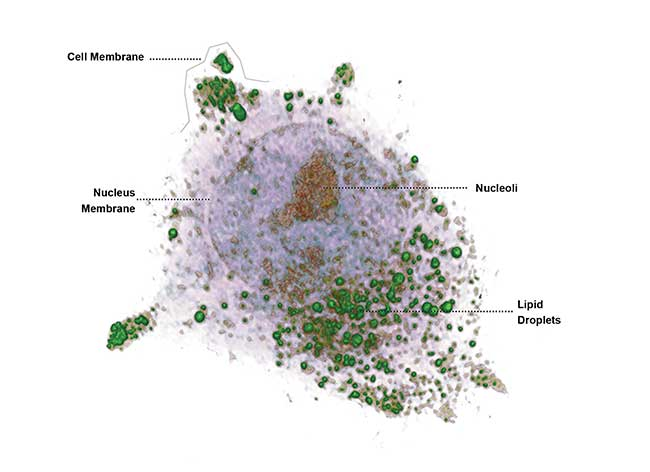 Cell Membrane
Nucleus
Membrane
Nucleoli
Lipid
Droplets